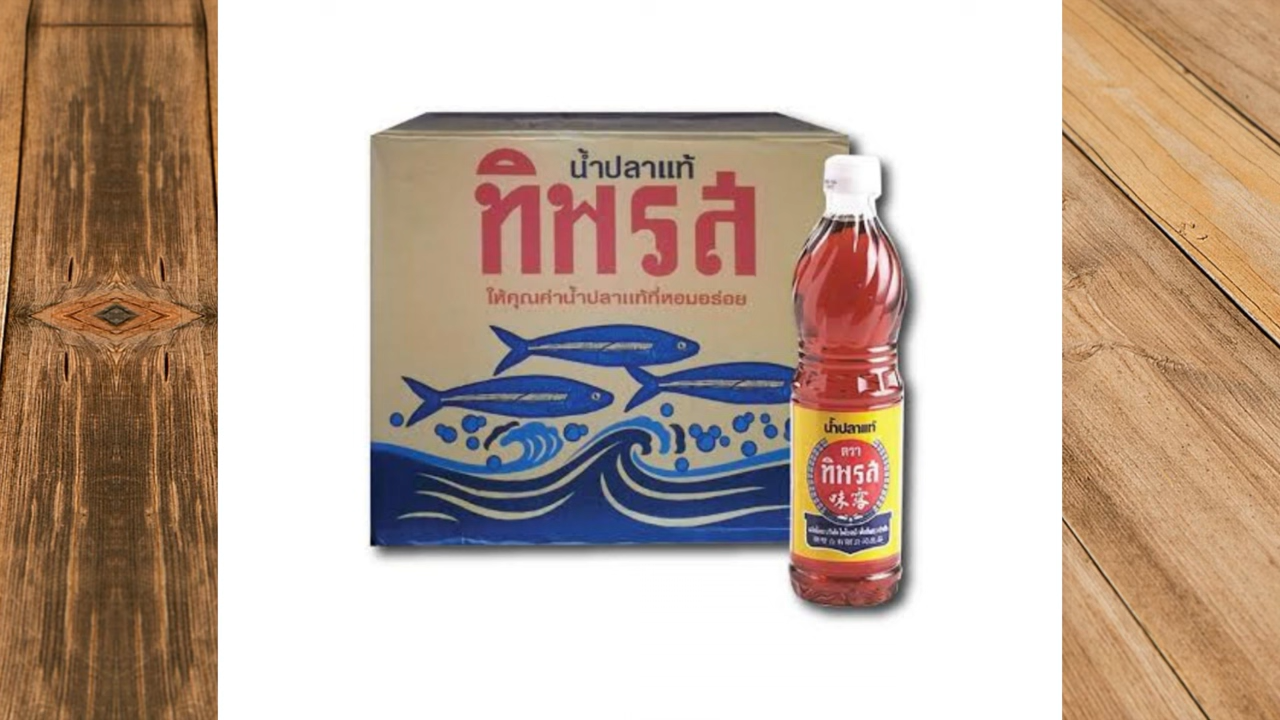 น้ำปลาแท้
ทิพรส
ให้คุณค่าน้ำปลาแท้ที่หอมอร่อย
น้ำปลาแท้
ตรา
ทิพรส
味露